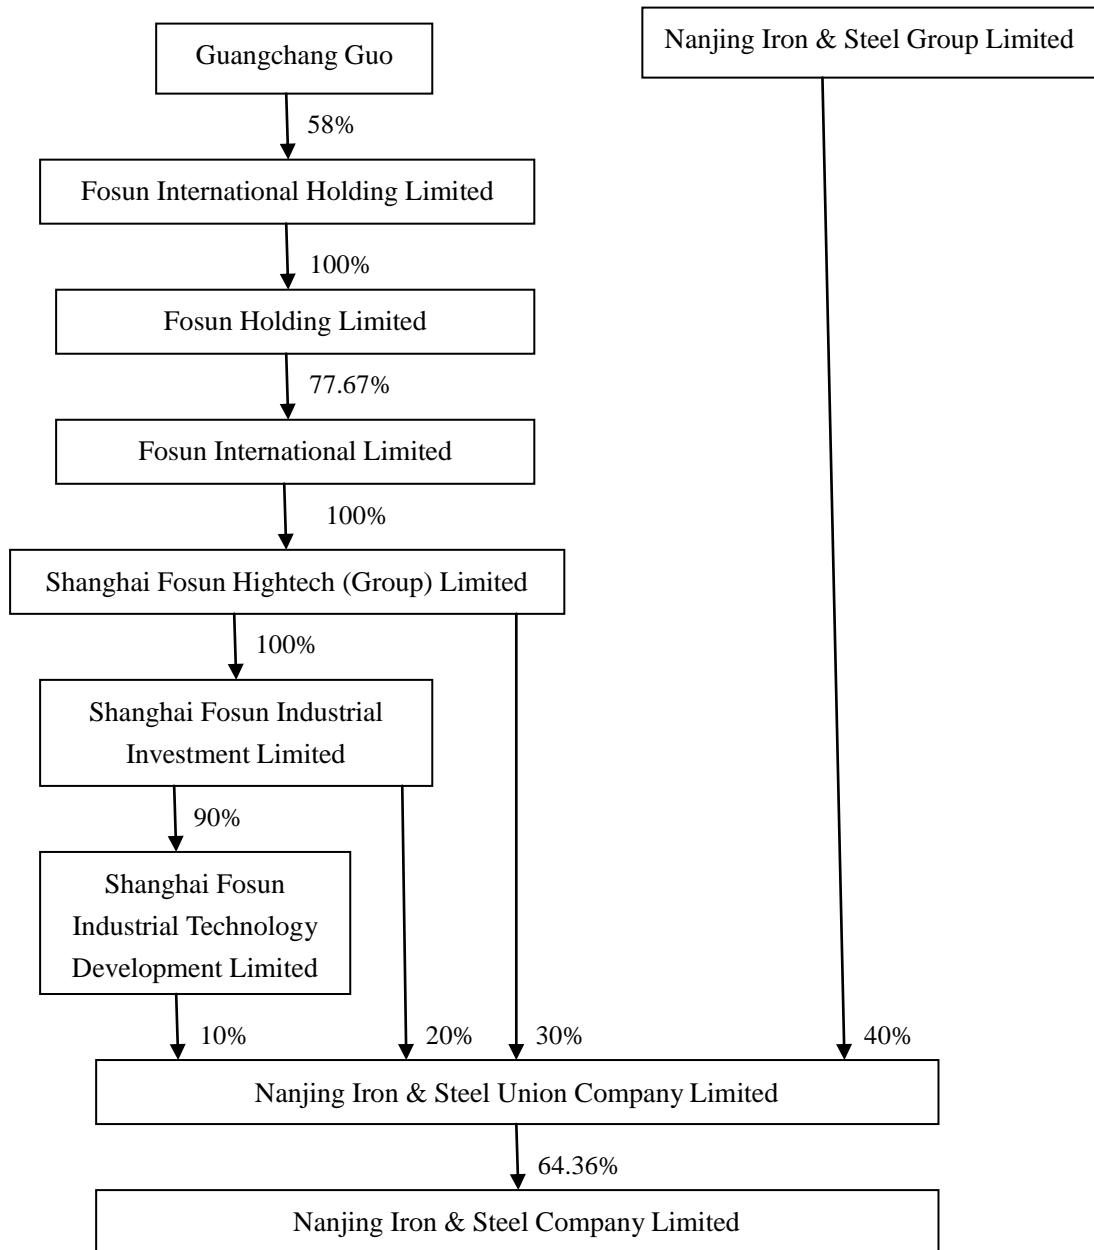 Guangchang Guo
Nanjing Iron & Steel Group Limited
58%
Fosun International Holding Limited
100%
Fosun Holding Limited
77.67%
Fosun International Limited
100%
Shanghai Fosun Hightech (Group) Limited
100%
Shanghai Fosun Industrial
Investment Limited
90%
Shanghai Fosun
Industrial Technology
Development Limited
10%
20%
30%
40%
Nanjing Iron & Steel Union Company Limited
64.36%
Nanjing Iron & Steel Company Limited